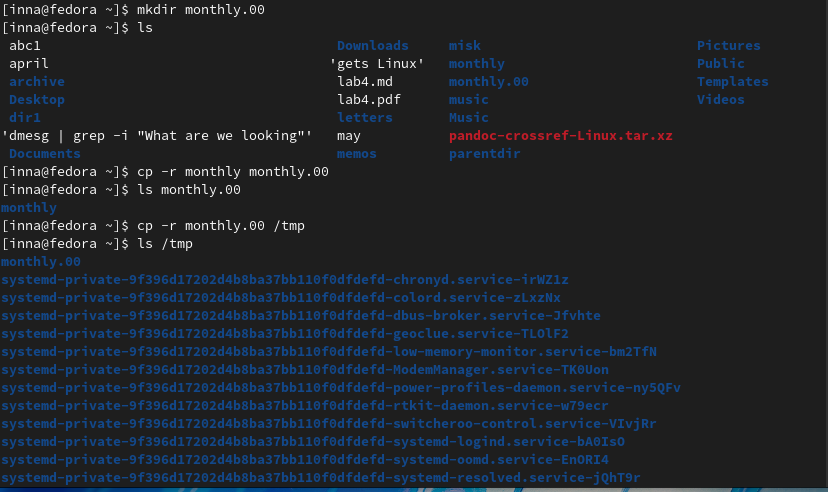 [inna@fedora ~]$ mkdir monthly.00
[inna@fedora ~]$ ls
 abc1                                     Downloads     misk                           Pictures
 april                                   'gets Linux'   monthly                        Public
 archive                                  lab4.md       monthly.00                     Templates
 Desktop                                  lab4.pdf      music                          Videos
 dir1                                     letters       Music
'dmesg | grep -i "What are we looking"'   may           pandoc-crossref-Linux.tar.xz
 Documents                                memos         parentdir
[inna@fedora ~]$ cp -r monthly monthly.00
[inna@fedora ~]$ ls monthly.00
monthly
[inna@fedora ~]$ cp -r monthly.00 /tmp
[inna@fedora ~]$ ls /tmp
monthly.00
systemd-private-9f396d17202d4b8ba37bb110f0dfdefd-chronyd.service-irWZ1z
systemd-private-9f396d17202d4b8ba37bb110f0dfdefd-colord.service-zLxzNx
systemd-private-9f396d17202d4b8ba37bb110f0dfdefd-dbus-broker.service-Jfvhte
systemd-private-9f396d17202d4b8ba37bb110f0dfdefd-geoclue.service-TLOlF2
systemd-private-9f396d17202d4b8ba37bb110f0dfdefd-low-memory-monitor.service-bm2TfN
systemd-private-9f396d17202d4b8ba37bb110f0dfdefd-ModemManager.service-TK0Uon
systemd-private-9f396d17202d4b8ba37bb110f0dfdefd-power-profiles-daemon.service-ny5QFv
systemd-private-9f396d17202d4b8ba37bb110f0dfdefd-rtkit-daemon.service-w79ecr
systemd-private-9f396d17202d4b8ba37bb110f0dfdefd-switcheroo-control.service-VIvjRr
systemd-private-9f396d17202d4b8ba37bb110f0dfdefd-systemd-logind.service-bA0IsO
systemd-private-9f396d17202d4b8ba37bb110f0dfdefd-systemd-oomd.service-EnORI4
systemd-private-9f396d17202d4b8ba37bb110f0dfdefd-systemd-resolved.service-jQhT9r